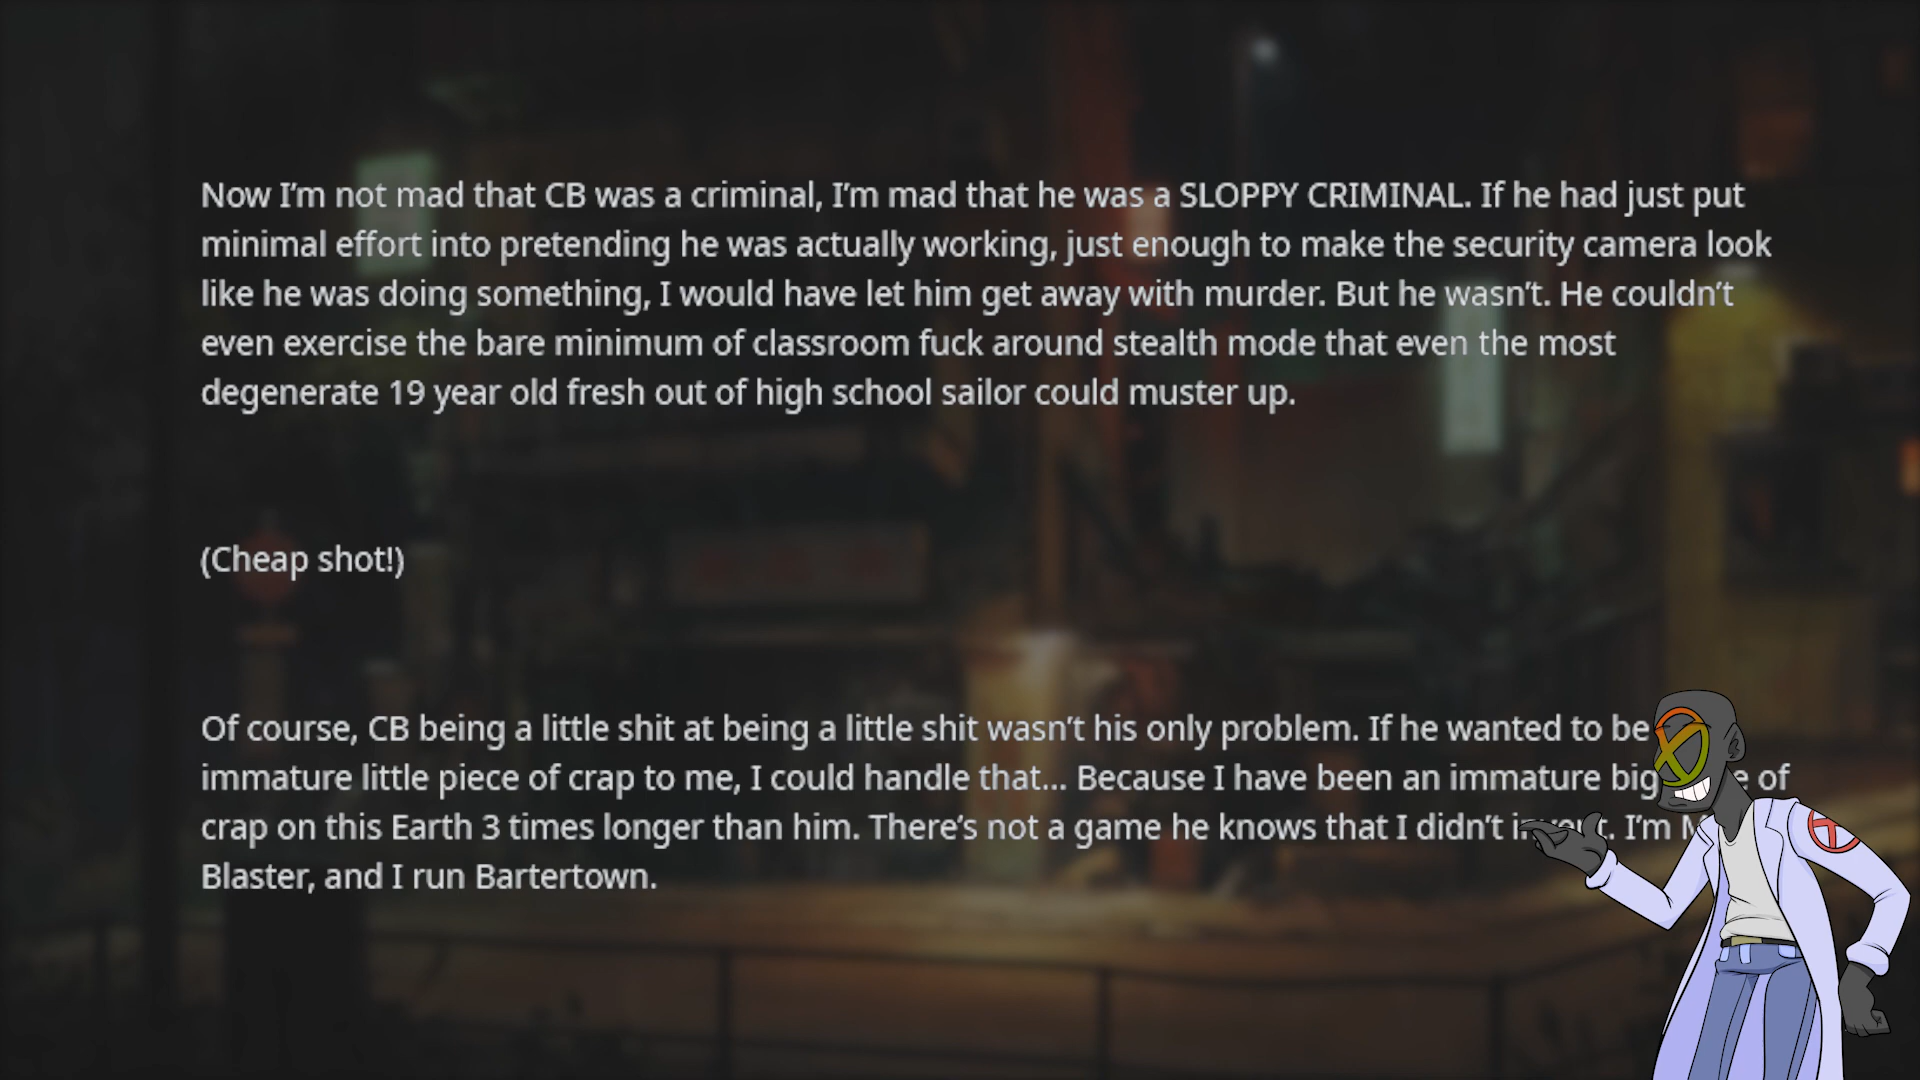 Now I’m not mad that CB was a criminal, I’m mad that he was a SLOPPY CRIMINAL. If he had just put
minimal effort into pretending he was actually working, just enough to make the security camera look
like he was doing something, I would have let him get away with murder. But he wasn’t. He couldn’t
even exercise the bare minimum of classroom fuck around stealth mode that even the most
degenerate 19 year old fresh out of high school sailor could muster up.
(Cheap shot!)
Of course, CB being a little shit at being a little shit wasn’t his only problem. If he wanted to be
immature little piece of crap to me, I could handle that... Because I have been an immature big of
crap on this Earth 3 times longer than him. There’s not a game he knows that I didn’t invent. I’m
Blaster, and I run Bartertown.